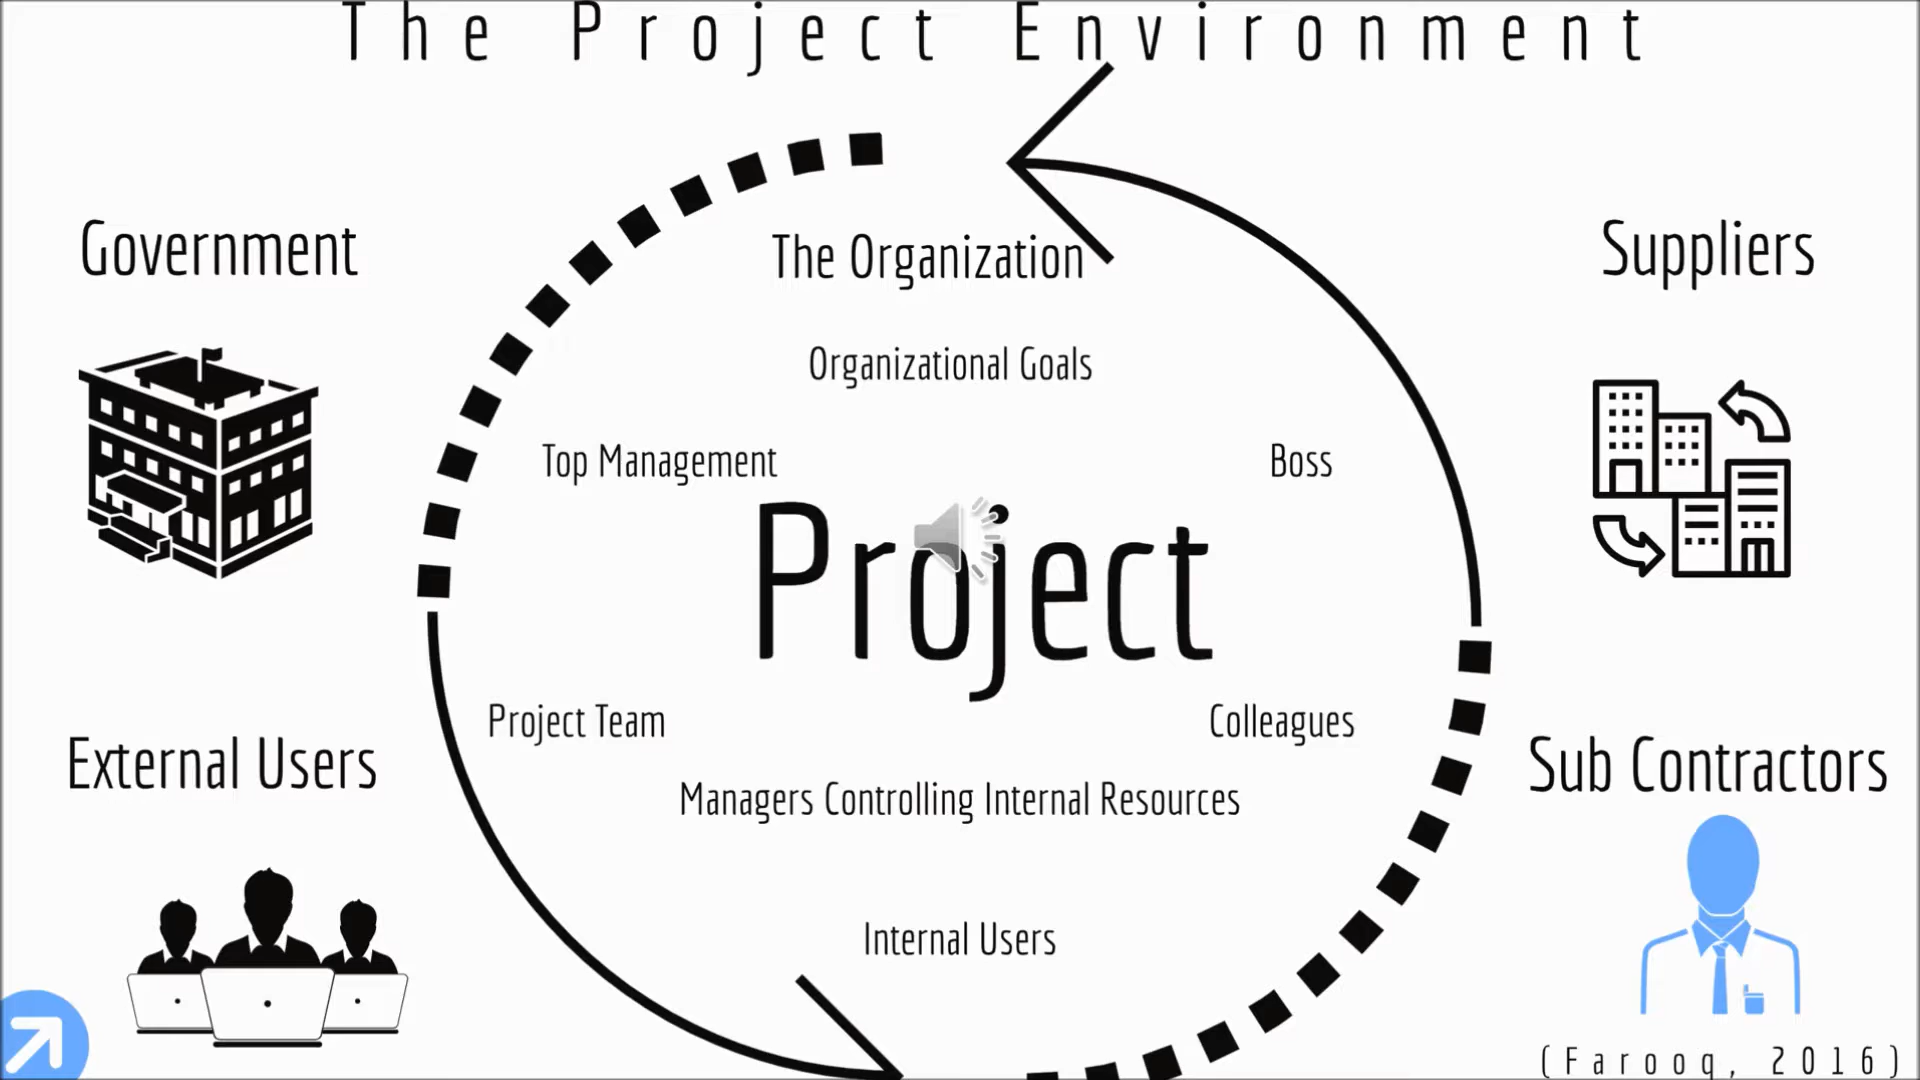 The Project Environment
Government
The Organization
Suppliers
Organizational Goals
Top Management
Boss
Project
Project Team
Colleagues
External Users
Sub Contractors
Managers Controlling Internal Resources
Internal Users
(Farooq, 2016)